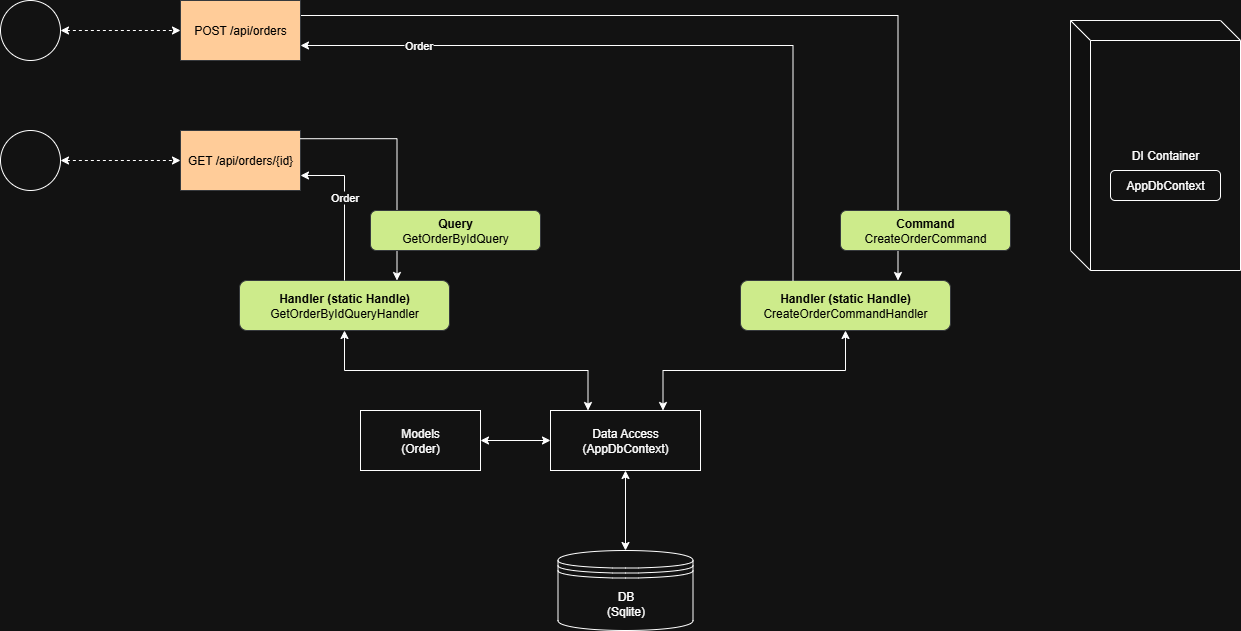 POST /api/orders
Order
GET /api/orders/{id}
DI Container
AppDbContext
Order
Query
GetOrderByIdQuery
Command
CreateOrderCommand
Handler (static Handle)
GetOrderByIdQueryHandler
Handler (static Handle)
CreateOrderCommandHandler
Models
(Order)
Data Access
(AppDbContext)
DB
(Sqlite)